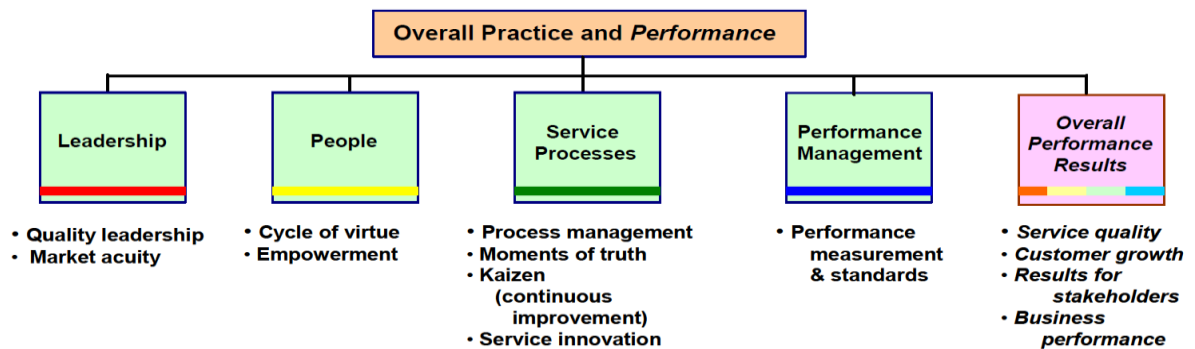 Overall Practice and Performance
Leadership
• Quality leadership
• Market acuity
People
• Cycle of virtue
• Empowerment
Service
Processes
• Process management
• Moments of truth
• Kaizen
(continuous
improvement)
• Service innovation
Performance
Management
• Performance
measurement
& standards
Overall
Performance
Results
• Service quality
• Customer growth
• Results for
stakeholders
• Business
performance